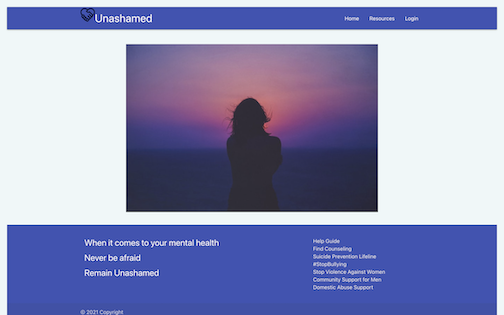 Unashamed
Home Resources Login
When it comes to your mental health
Never be afraid
Remain Unashamed
Help Guide
Find Counseling
Suicide Prevention Lifeline
#StopBullying
Stop Violence Against Women
Community Support for Men
Domestic Abuse Support
© 2021 Copyright